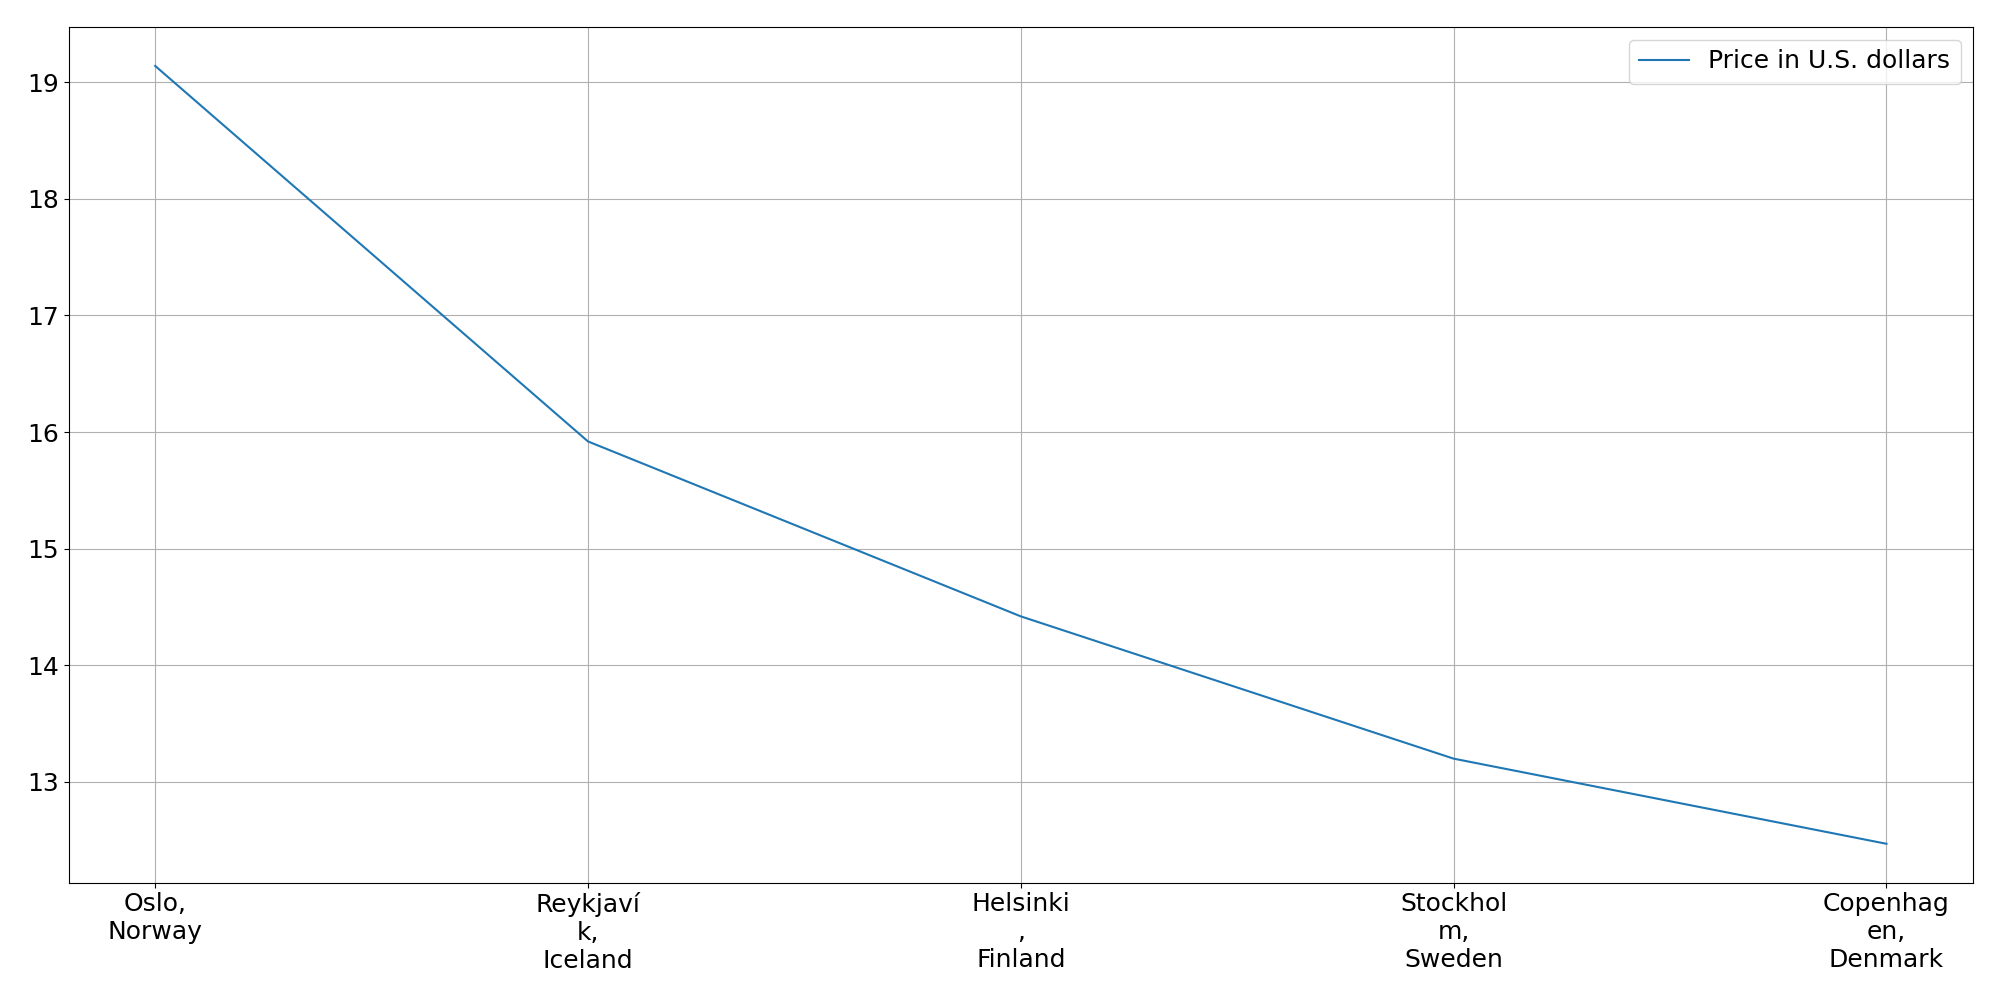 Price in U.S. dollars
19
18
17
16
15
14
13
Oslo,
Norway
Reykjaví
k,
Iceland
Helsinki
,
Finland
Stockhol
m,
Sweden
Copenhag
en,
Denmark